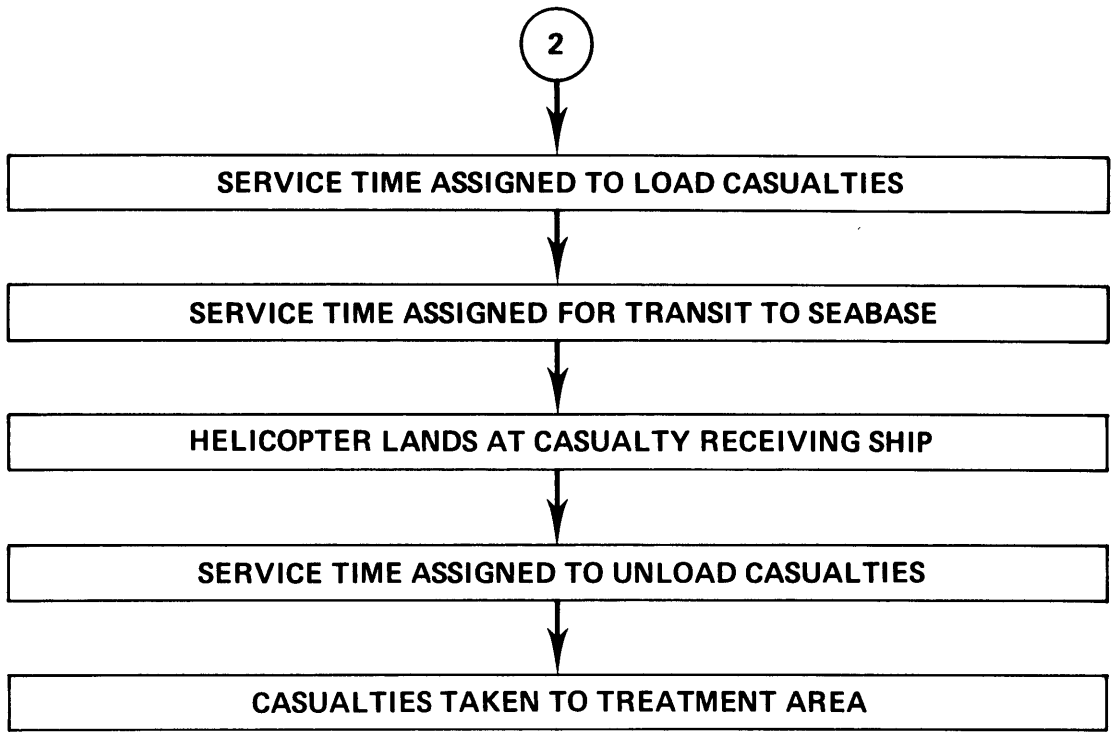 2
SERVICE TIME ASSIGNED TO LOAD CASUALTIES
SERVICE TIME ASSIGNED FOR TRANSIT TO SEABASE
HELICOPTER LANDS AT CASUALTY RECEIVING SHIP
SERVICE TIME ASSIGNED TO UNLOAD CASUALTIES
CASUALTIES TAKEN TO TREATMENT AREA